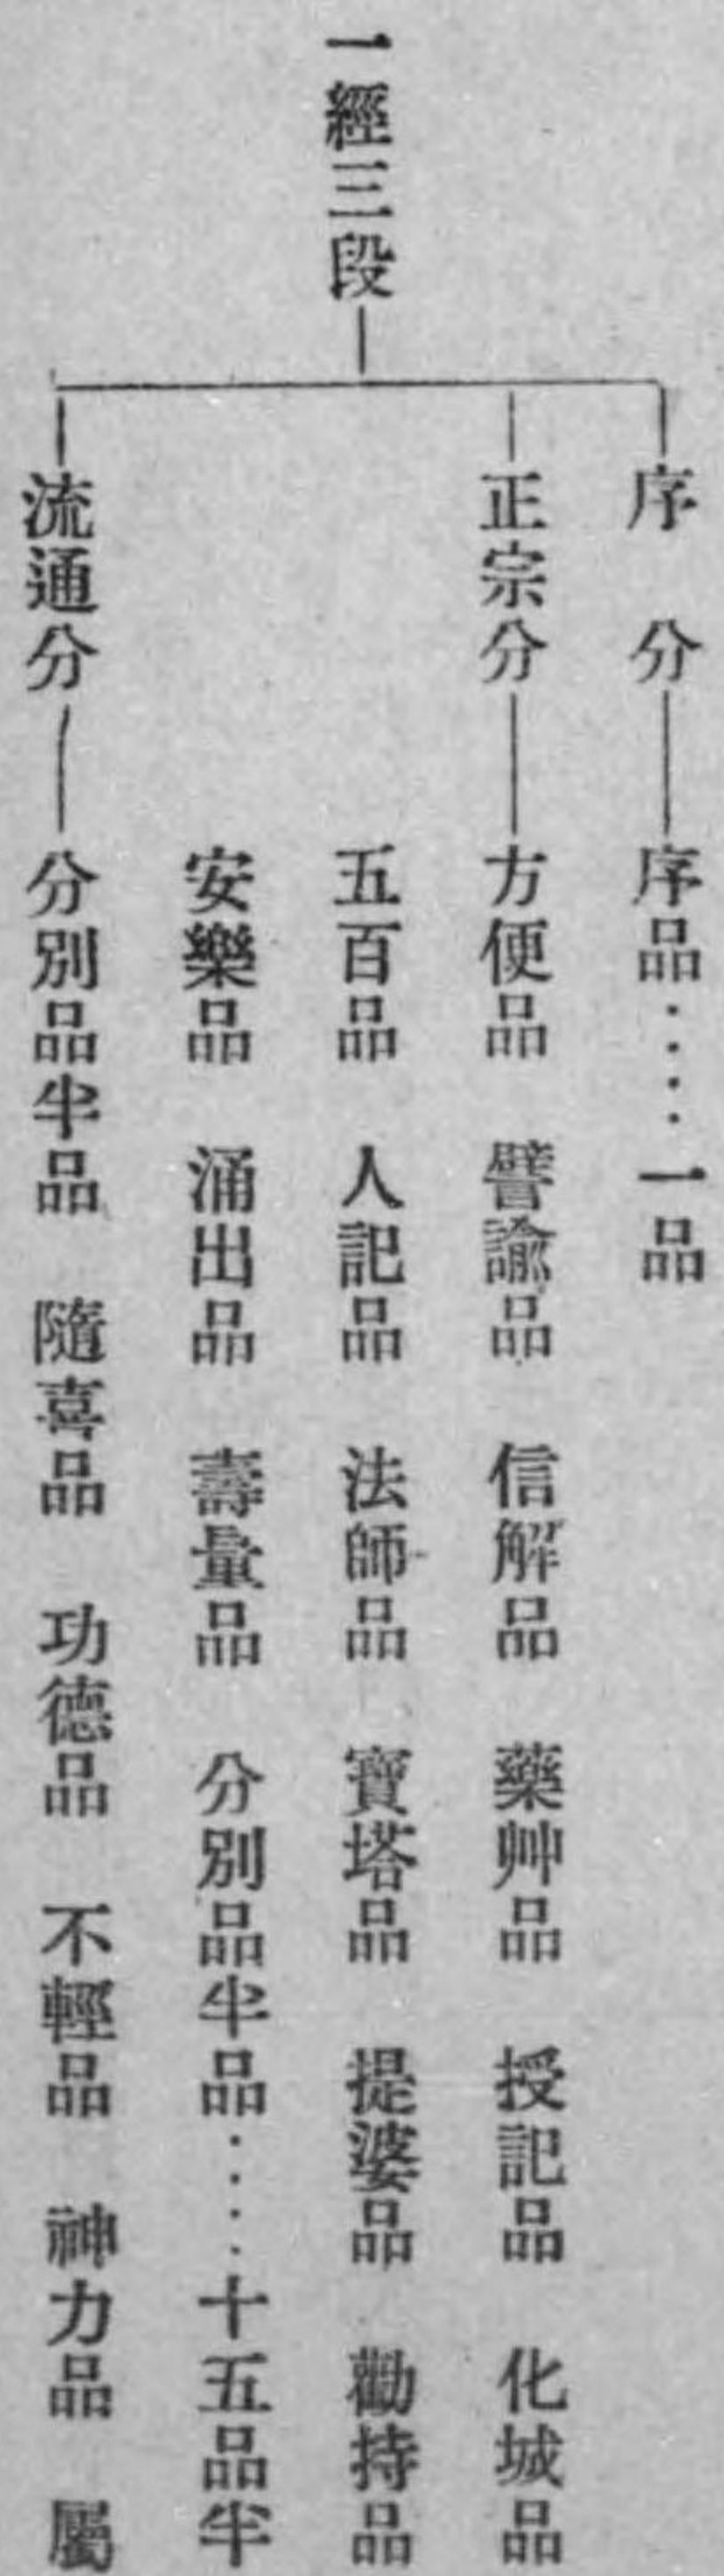 一經三段
序分 序品‥‥一品
正宗分 方便品 譬諭品 信解品 藥艸品 授記品 化城品
五百品 人記品 法師品 寶塔品 提婆品 勸持品
安樂品 涌出品 壽量品 分別品半品‥‥十五品半
流通分 分別品半品 隨喜品 功德品 不輕品 神力品 屬